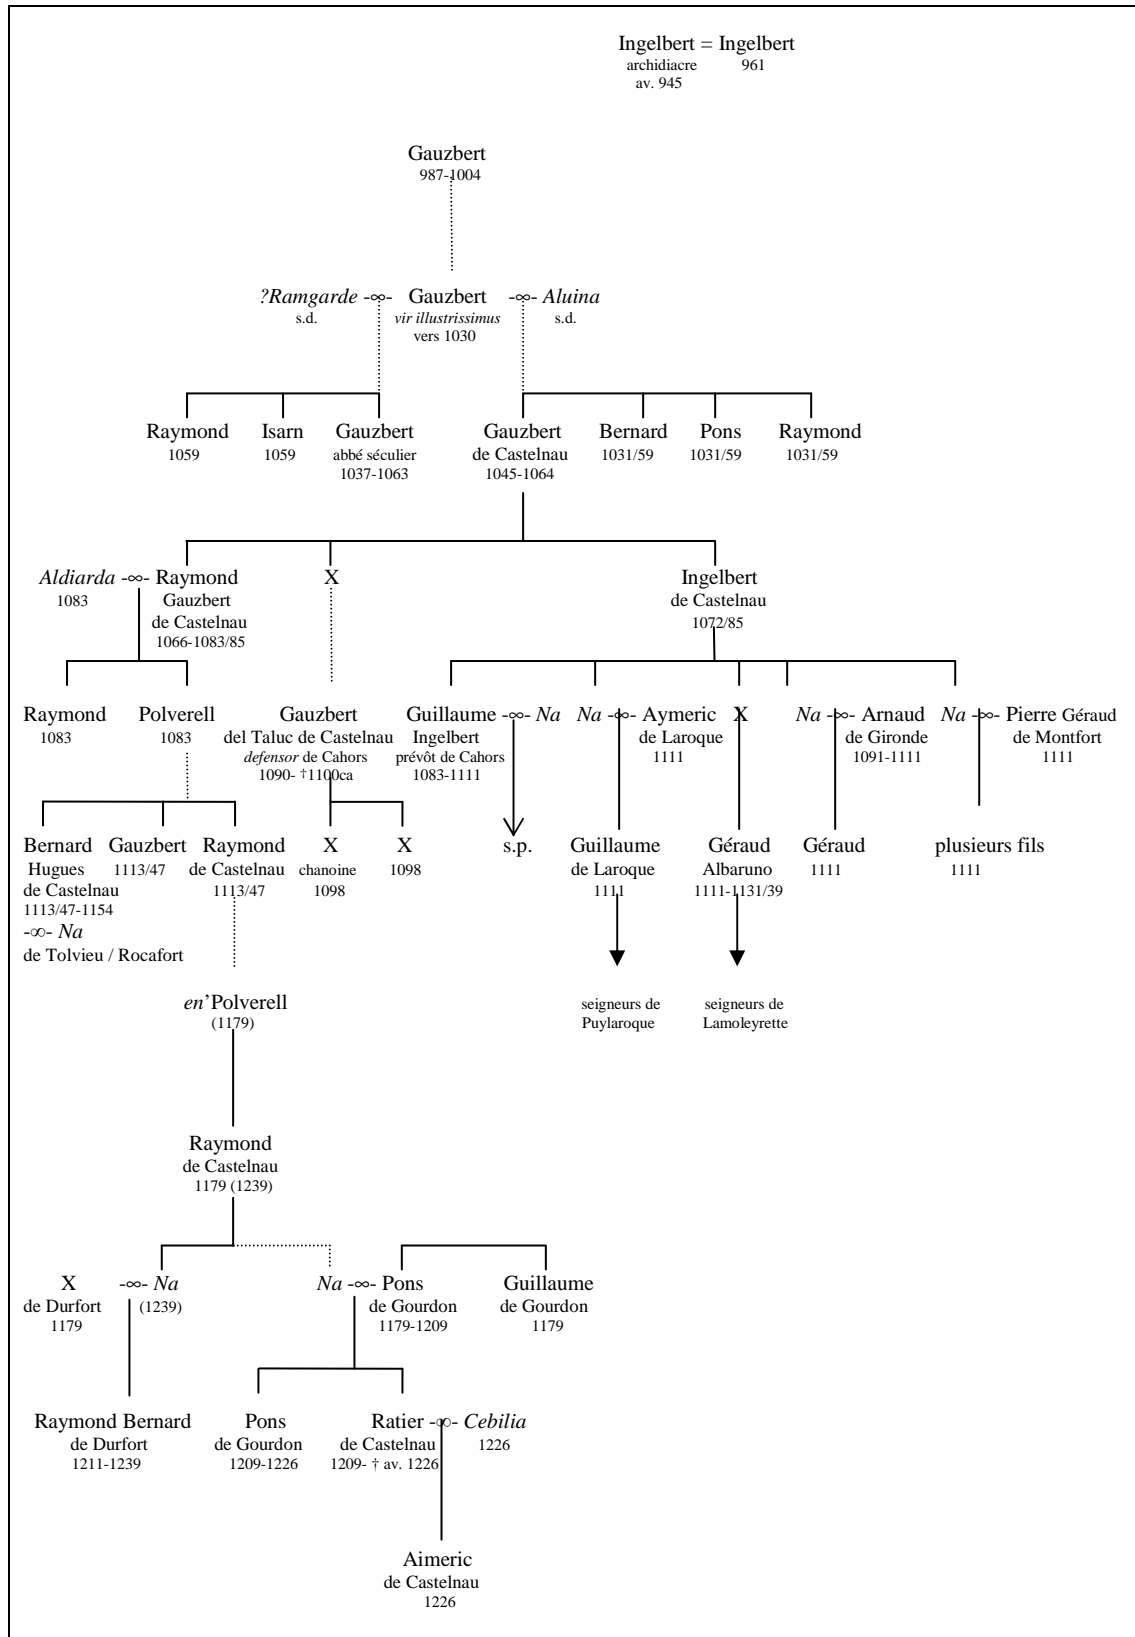 Ingelbert = Ingelbert
archidiacre 961
av. 945
Gauzbert
987-1004
?Ramgarde -∞- Gauzbert -∞- Aluina
s.d. vir illustrissimus s.d.
vers 1030
Raymond Isarn Gauzbert Gauzbert Bernard Pons Raymond
1059 1059 abbé séculier de Castelnau 1031/59 1031/59 1031/59
1037-1063 1045-1064
Aldiarda -∞- Raymond X Ingelbert
1083 Gauzbert de Castelnau
de Castelnau 1072/85
1066-1083/85
Raymond Polverell Gauzbert Guillaume -∞- Na Na -∞- Aymeric X Na -∞- Arnaud Na -∞- Pierre Géraud
1083 1083 del Taluc de Castelnau Ingelbert de Laroque de Gironde de Montfort
defensor de Cahors prévôt de Cahors 1111 1091-1111 1111
1090- †1100ca 1083-1111
Bernard Gauzbert Raymond X X s.p. Guillaume Géraud Géraud plusieurs fils
Hugues 1113/47 de Castelnau chanoine 1098 de Laroque Albaruno 1111 1111
de Castelnau 1113/47 1098 1111 1111-1131/39
1113/47-1154
-∞- Na
de Tolvieu / Rocafort
en'Polverell seigneurs de seigneurs de
(1179) Puylaroque Lamoleyrette
Raymond
de Castelnau
1179 (1239)
X -∞- Na Na -∞- Pons Guillaume
de Durfort (1239) de Gourdon de Gourdon
1179 1179-1209 1179
Raymond Bernard Pons Ratier -∞- Cebilia
de Durfort de Gourdon de Castelnau 1226
1211-1239 1209-1226 1209- † av. 1226
Aimeric
de Castelnau
1226